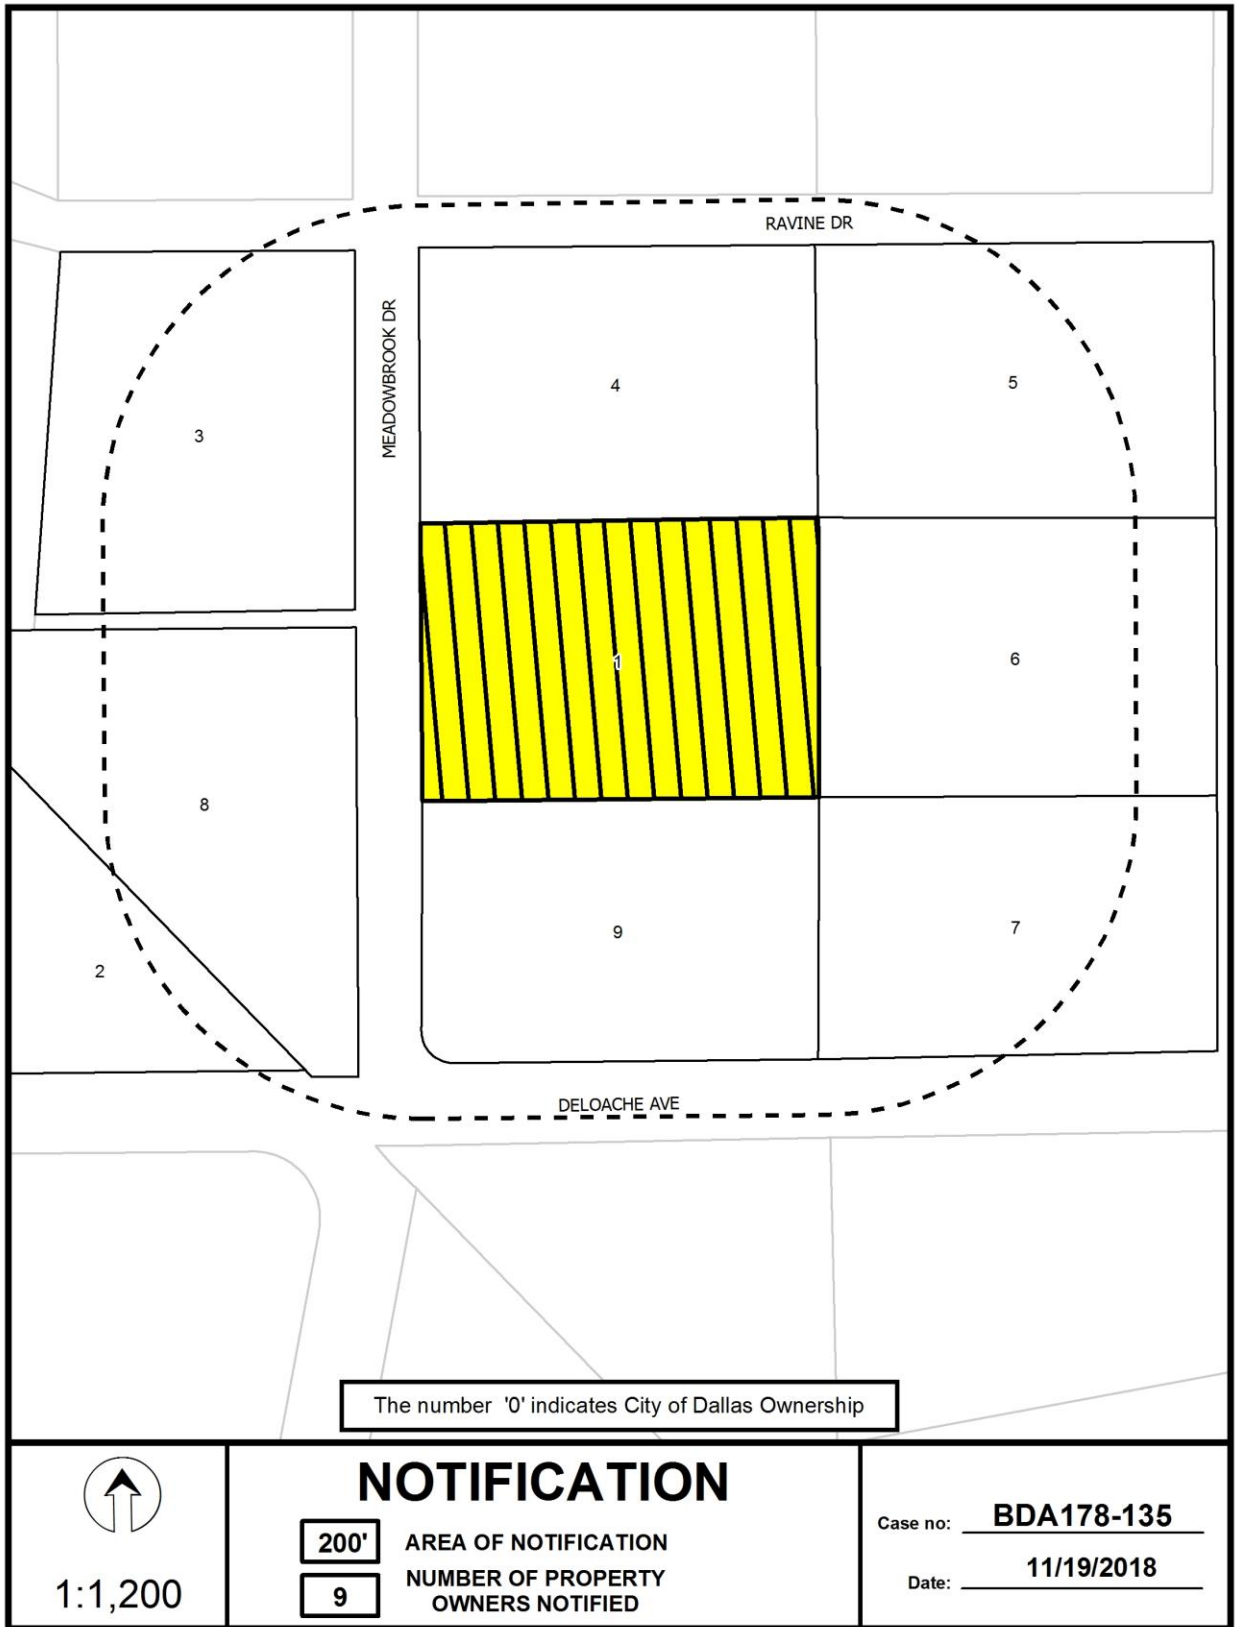 RAVINE DR
MEADOWBROOK DR
4
5
3
1
6
8
9
7
2
DELOACHE AVE
The number '0' indicates City of Dallas Ownership
1:1,200
NOTIFICATION
200' AREA OF NOTIFICATION
9 NUMBER OF PROPERTY
OWNERS NOTIFIED
Case no: BDA178-135
Date: 11/19/2018